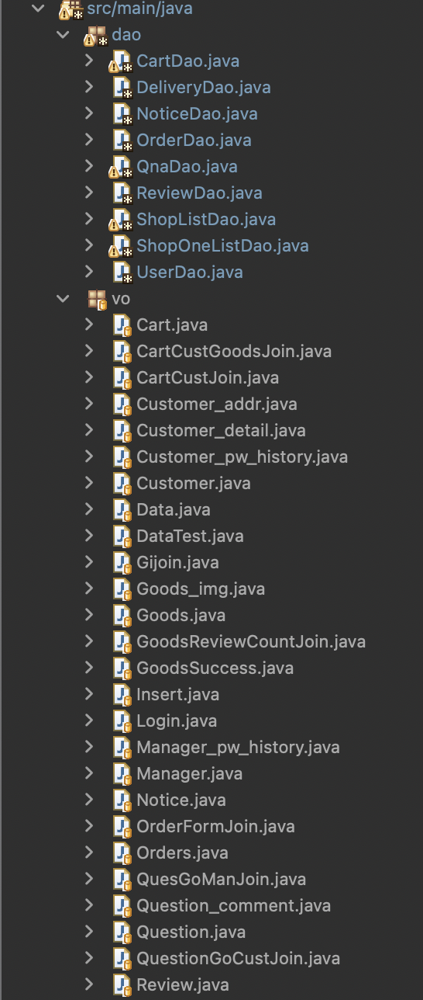 src/main/java
dao
CartDao.java
DeliveryDao.java
NoticeDao.java
OrderDao.java
QnaDao.java
ReviewDao.java
ShopListDao.java
ShopOneListDao.java
UserDao.java
vo
Cart.java
CartCustGoodsJoin.java
CartCustJoin.java
Customer_addr.java
Customer_detail.java
Customer_pw_history.java
Customer.java
Data.java
DataTest.java
Gijoin.java
Goods_img.java
Goods.java
GoodsReviewCountJoin.java
GoodsSuccess.java
Insert.java
Login.java
Manager_pw_history.java
Manager.java
Notice.java
OrderFormJoin.java
Orders.java
QuesGoManJoin.java
Question_comment.java
Question.java
QuestionGoCustJoin.java
Review.java